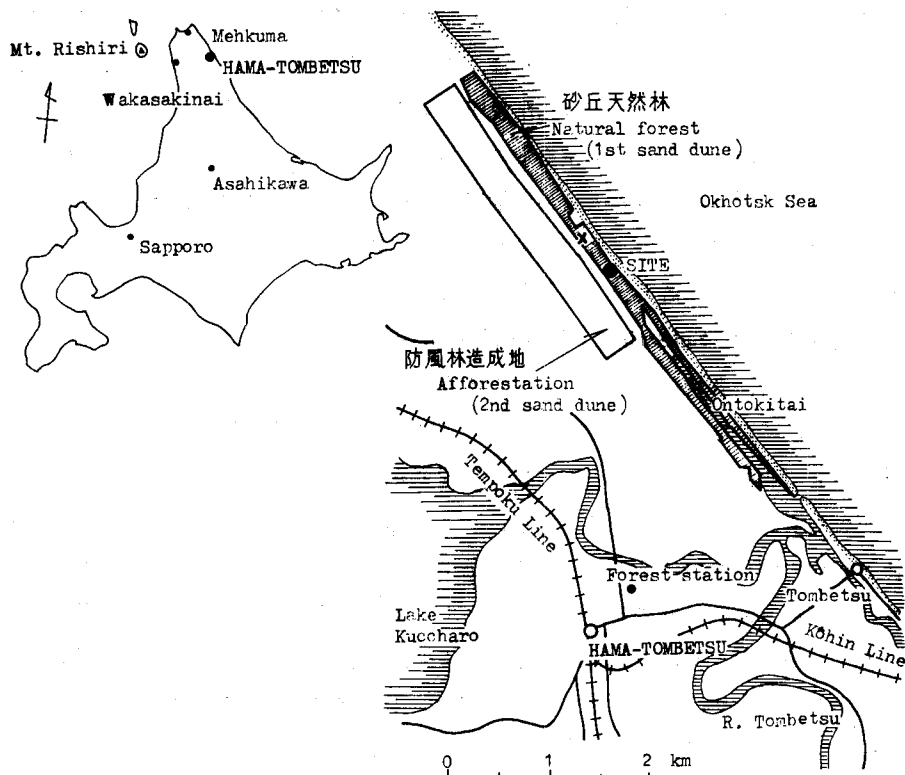 Mehkuma
Mt. Rishiri
HAMA-TOMBETSU
Wakasakinai
Asahikawa
Sapporo
砂丘天然林
Natural forest
(1st sand dune)
Okhotsk Sea
SITE
防風林造成地
Afforestation
(2nd sand dune)
Ontokitai
Tempoku Line
Forest station
Tombetsu
Lake
Kuccharo
HAMA-TOMBETSU
Kōhin Line
R. Tombetsu
0 1 2 km